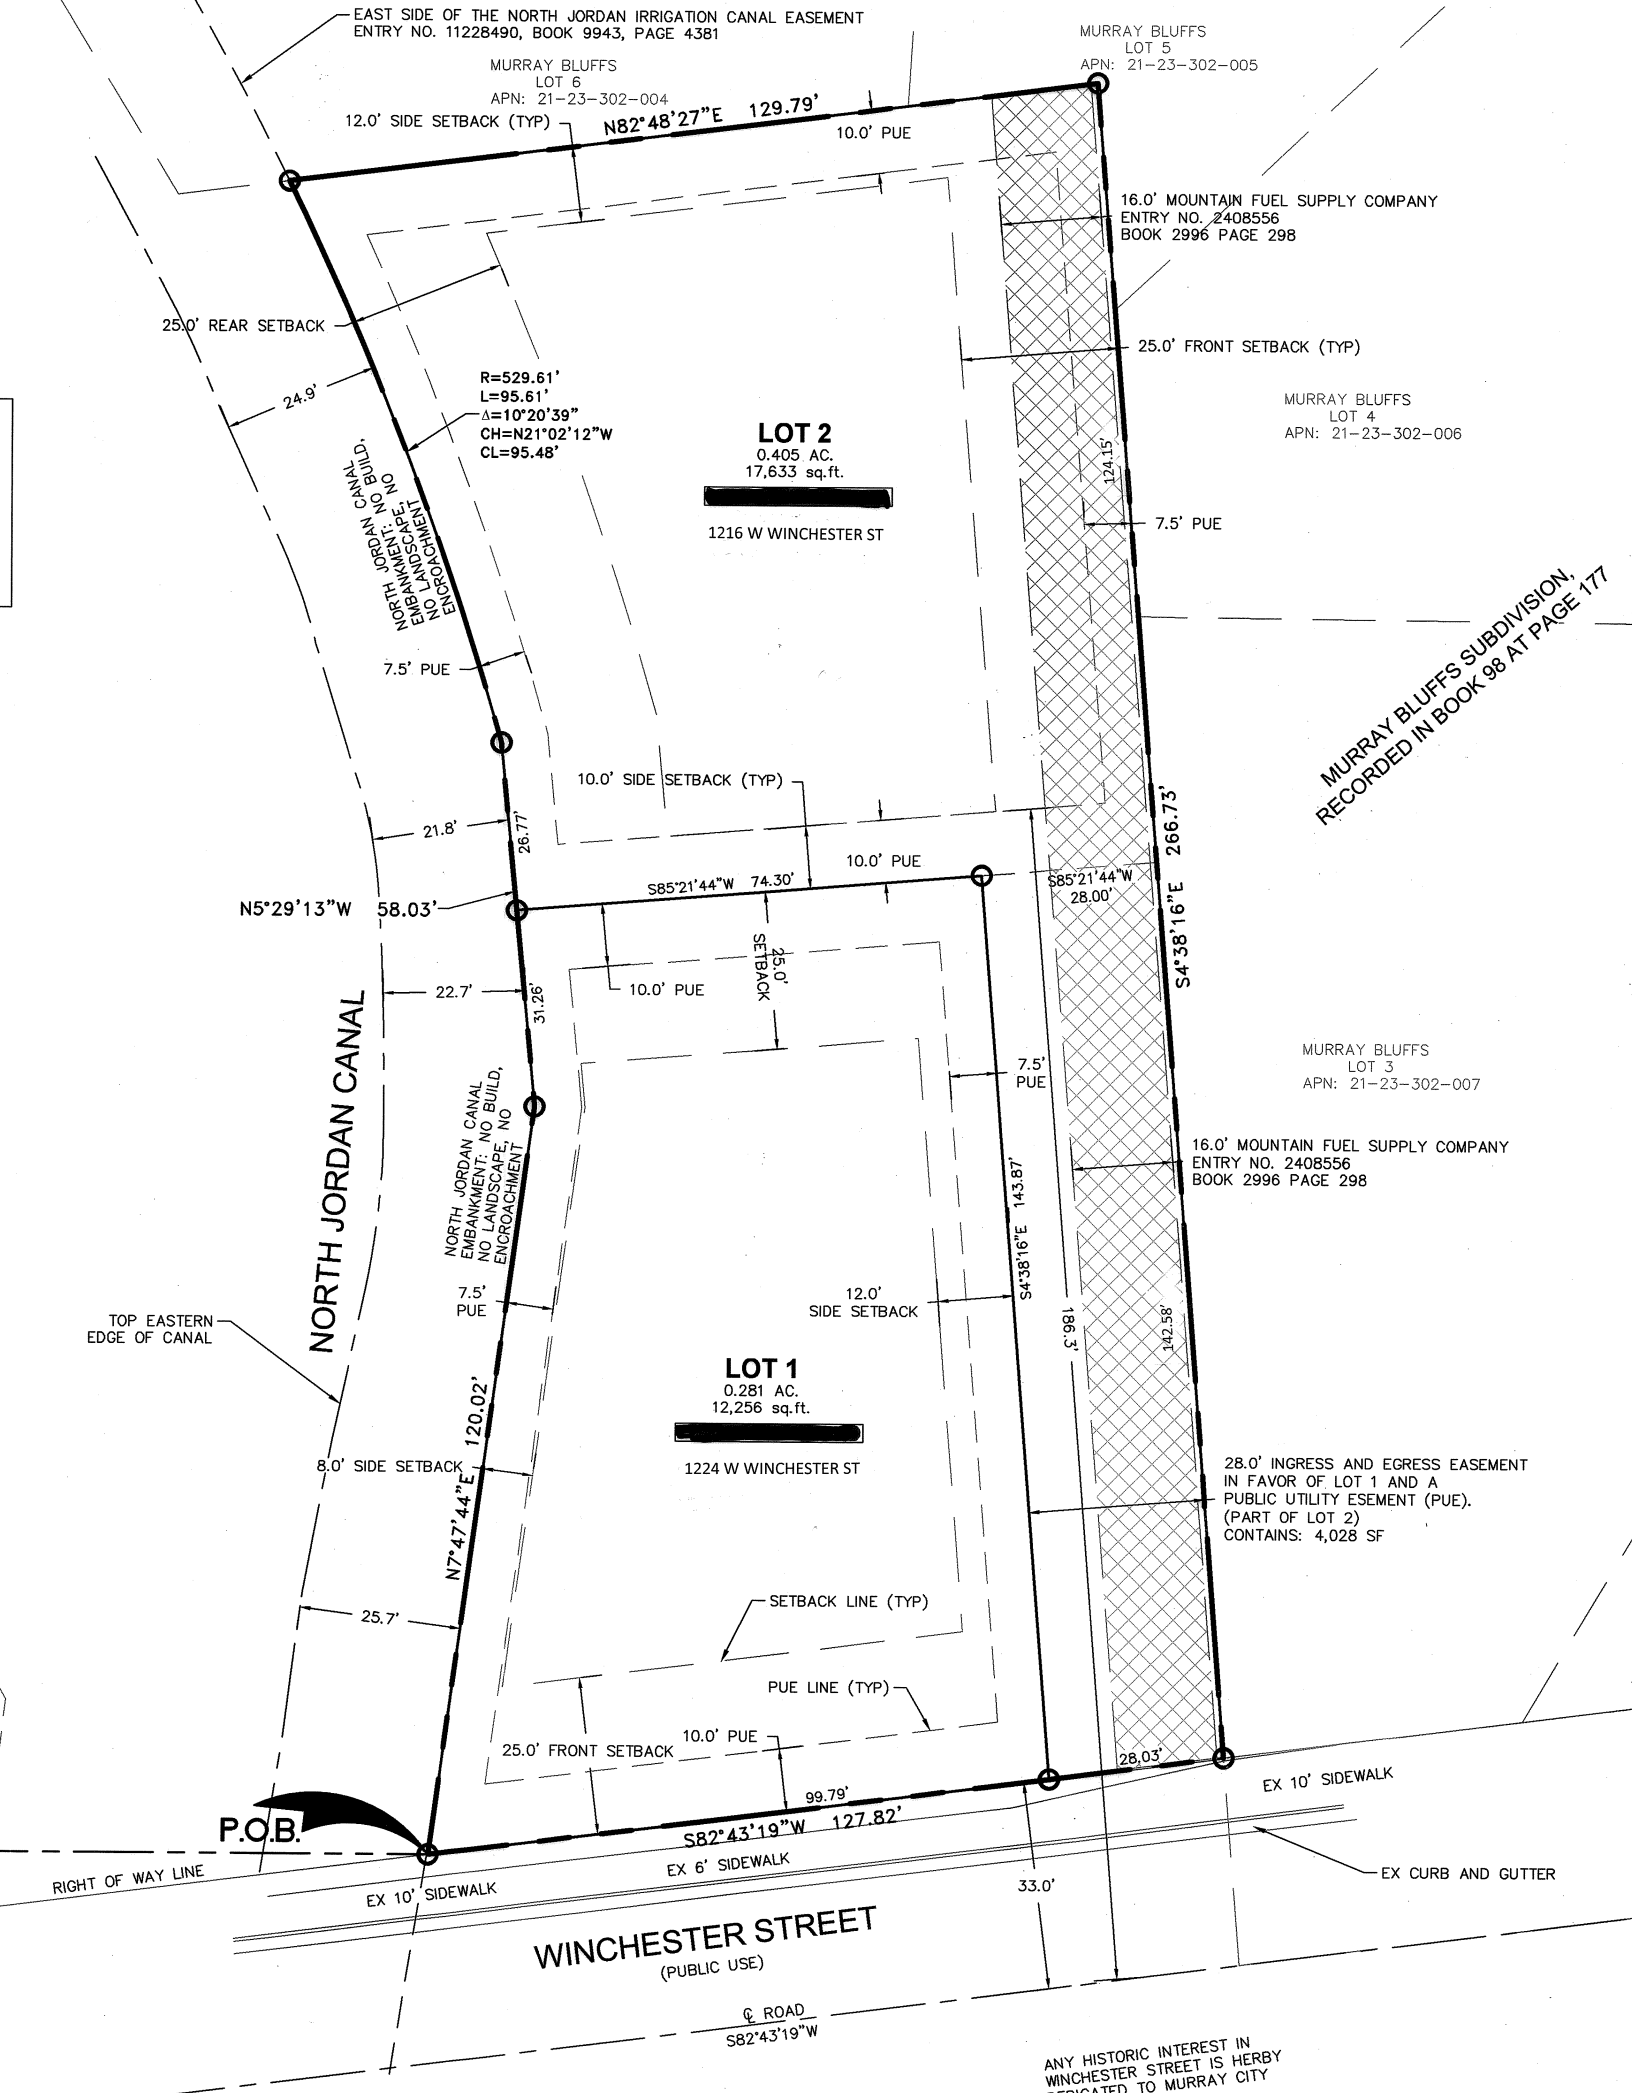 EAST SIDE OF THE NORTH JORDAN IRRIGATION CANAL EASEMENT
ENTRY NO. 11228490, BOOK 9943, PAGE 4381
MURRAY BLUFFS
LOT 5
APN: 21-23-302-005
MURRAY BLUFFS
LOT 6
APN: 21-23-302-004
12.0' SIDE SETBACK (TYP)
N82°48'27"E 129.79'
10.0' PUE
16.0' MOUNTAIN FUEL SUPPLY COMPANY
ENTRY NO. 2408556
BOOK 2996 PAGE 298
25.0' REAR SETBACK
25.0' FRONT SETBACK (TYP)
24.9'
R=529.61'
L=95.61'
Δ=10°20'39"
CH=N21°02'12"W
CL=95.48'
MURRAY BLUFFS
LOT 4
APN: 21-23-302-006
LOT 2
0.405 AC.
17,633 sq.ft.
1216 W WINCHESTER ST
124.15'
7.5' PUE
NORTH JORDAN CANAL
EMBANKMENT: NO BUILD,
NO LANDSCAPE, NO
ENCROACHMENT
MURRAY BLUFFS SUBDIVISION,
RECORDED IN BOOK 98 AT PAGE 177
7.5' PUE
10.0' SIDE SETBACK (TYP)
21.8'
26.77'
S4°38'16"E 266.73'
10.0' PUE
S85°21'44"W 74.30'
S85°21'44"W
28.00'
N5°29'13"W 58.03'
25.0'
SETBACK
10.0' PUE
22.7'
31.26'
NORTH JORDAN CANAL
7.5'
PUE
MURRAY BLUFFS
LOT 3
APN: 21-23-302-007
NORTH JORDAN CANAL
EMBANKMENT: NO BUILD,
NO LANDSCAPE, NO
ENCROACHMENT
16.0' MOUNTAIN FUEL SUPPLY COMPANY
ENTRY NO. 2408556
BOOK 2996 PAGE 298
S4°38'16"E 143.87'
7.5'
PUE
12.0'
SIDE SETBACK
186.3'
142.58'
TOP EASTERN
EDGE OF CANAL
LOT 1
0.281 AC.
12,256 sq.ft.
1224 W WINCHESTER ST
N7°47'44"E 120.02'
8.0' SIDE SETBACK
28.0' INGRESS AND EGRESS EASEMENT
IN FAVOR OF LOT 1 AND A
PUBLIC UTILITY ESEMENT (PUE).
(PART OF LOT 2)
CONTAINS: 4,028 SF
25.7'
SETBACK LINE (TYP)
PUE LINE (TYP)
10.0' PUE
25.0' FRONT SETBACK
28.03'
99.79'
S82°43'19"W 127.82'
P.O.B.
EX 10' SIDEWALK
EX 6' SIDEWALK
RIGHT OF WAY LINE
EX 10' SIDEWALK
EX CURB AND GUTTER
33.0'
WINCHESTER STREET
(PUBLIC USE)
℄ ROAD
S82°43'19"W
ANY HISTORIC INTEREST IN
WINCHESTER STREET IS HERBY
DEDICATED TO MURRAY CITY